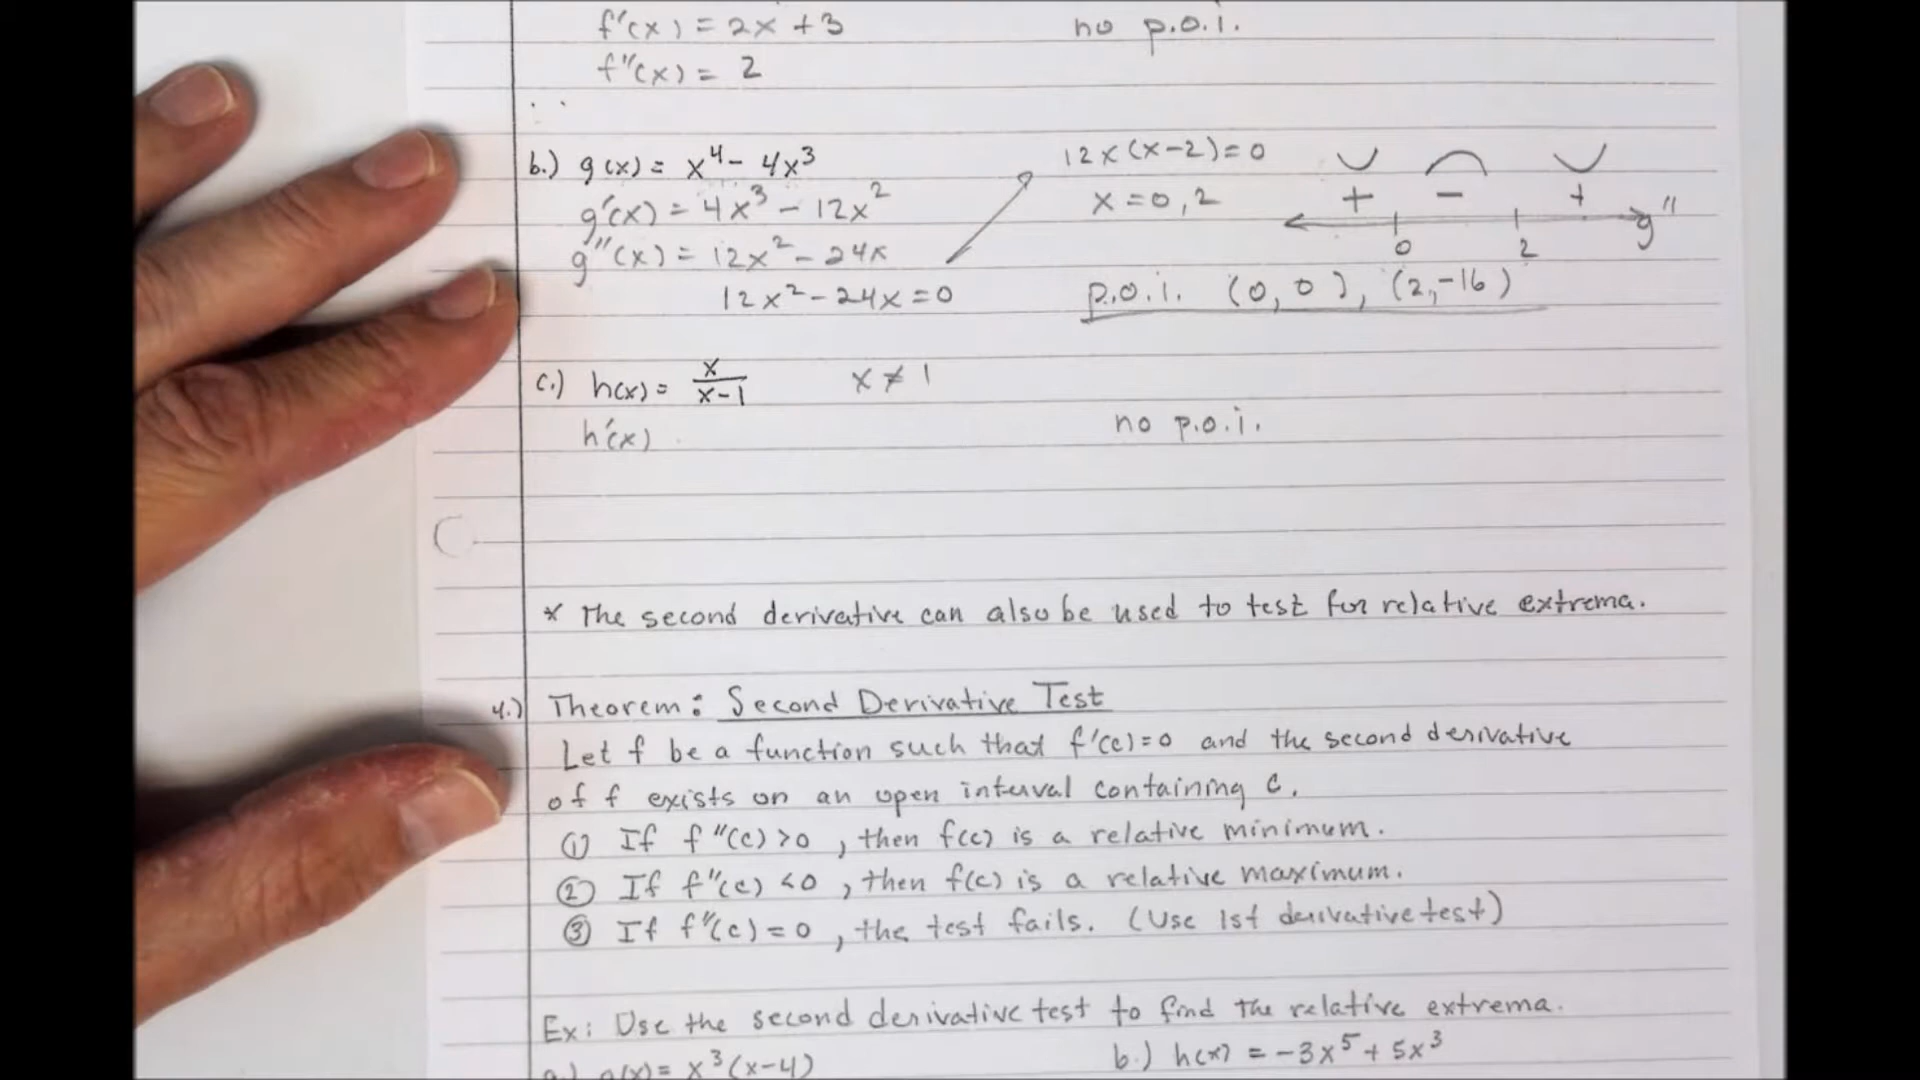 f'(x) = 2x + 3 no p.o.i.
f''(x) = 2
b.) g(x) = x⁴ - 4x³ 12x(x-2) = 0
g'(x) = 4x³ - 12x² x = 0, 2 + - + g''
g''(x) = 12x² - 24x 0 2
12x² - 24x = 0 p.o.i. (0, 0), (2, -16)
c.) h(x) = x/(x-1) x ≠ 1
h'(x) no p.o.i.
* The second derivative can also be used to test for relative extrema.
4.) Theorem: Second Derivative Test
Let f be a function such that f'(c) = 0 and the second derivative
of f exists on an open interval containing c.
① If f''(c) > 0, then f(c) is a relative minimum.
② If f''(c) < 0, then f(c) is a relative maximum.
③ If f''(c) = 0, the test fails. (Use 1st derivative test)
Ex: Use the second derivative test to find the relative extrema.
a.) g(x) = x³(x-4) b.) h(x) = -3x⁵ + 5x³